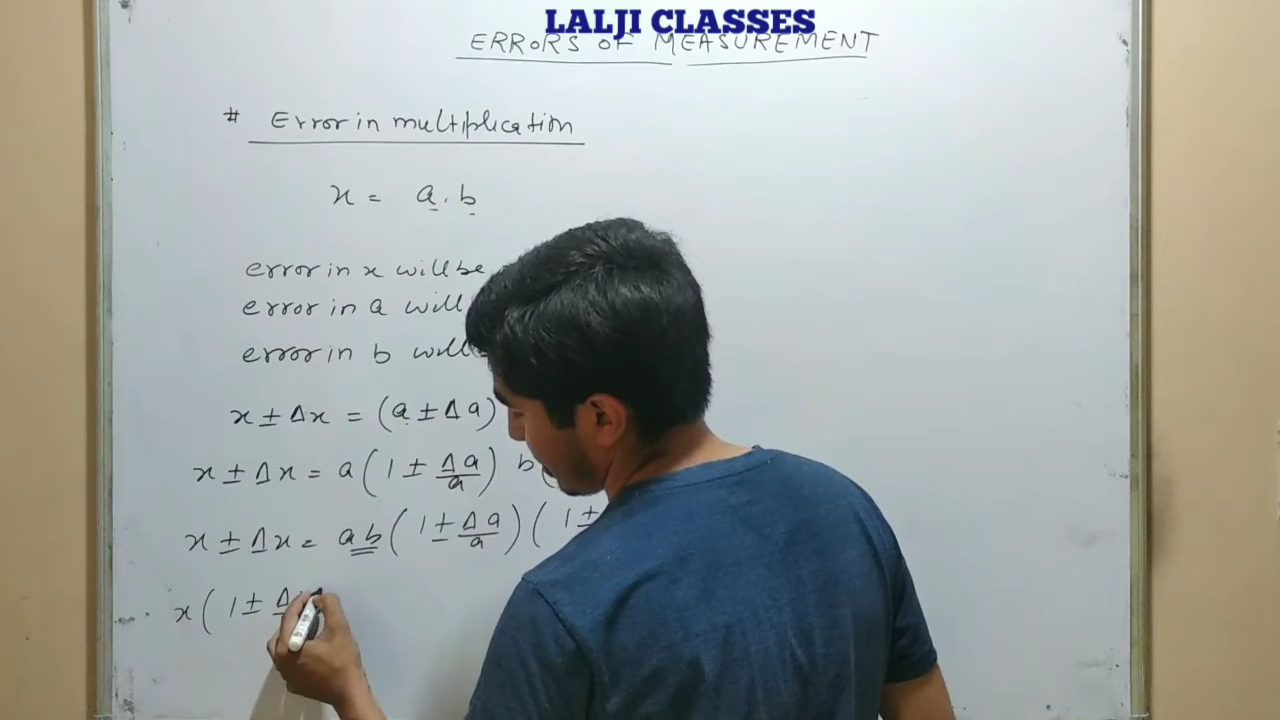 LALJI CLASSES
ERRORS OF MEASUREMENT
# Error in multiplication
x = a . b
error in x will be
error in a will
error in b will
x ± Δx = (a ± Δa)
x ± Δx = a (1 ± Δa/a) b (
x ± Δx = ab (1 ± Δa/a) (1 ±
x (1 ± Δ